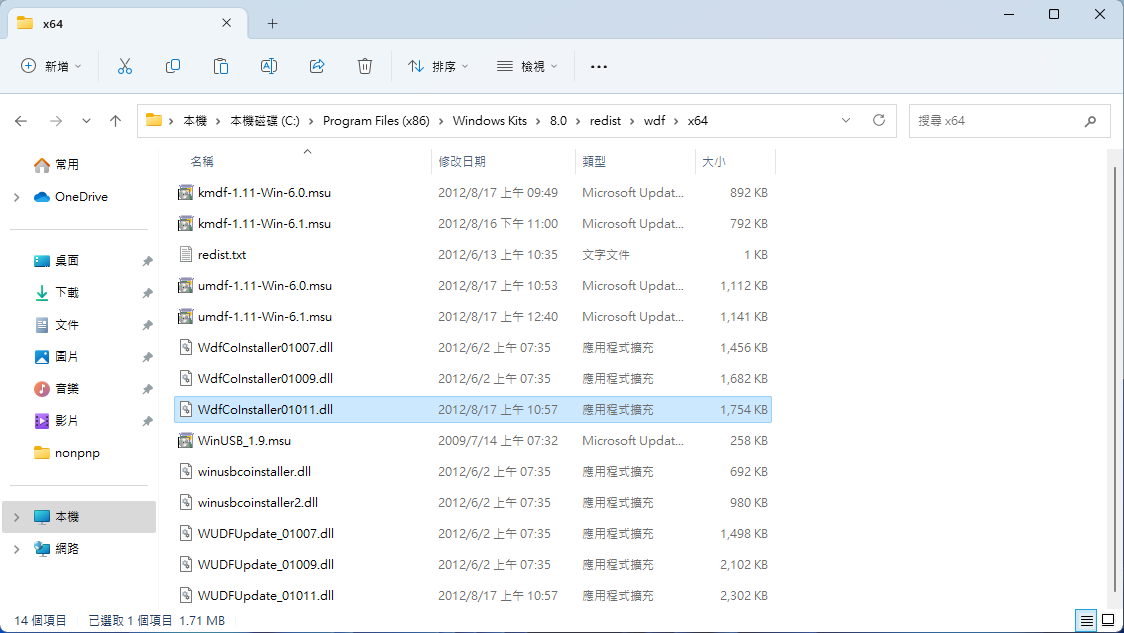 x64
新增
排序
檢視
本機 > 本機磁碟 (C:) > Program Files (x86) > Windows Kits > 8.0 > redist > wdf > x64
搜尋 x64
常用
OneDrive
桌面
下載
文件
圖片
音樂
影片
nonpnp
本機
網路
名稱 修改日期 類型 大小
kmdf-1.11-Win-6.0.msu 2012/8/17 上午 09:49 Microsoft Updat... 892 KB
kmdf-1.11-Win-6.1.msu 2012/8/16 下午 11:00 Microsoft Updat... 792 KB
redist.txt 2012/6/13 上午 10:35 文字文件 1 KB
umdf-1.11-Win-6.0.msu 2012/8/17 上午 10:53 Microsoft Updat... 1,112 KB
umdf-1.11-Win-6.1.msu 2012/8/17 上午 12:40 Microsoft Updat... 1,141 KB
WdfCoInstaller01007.dll 2012/6/2 上午 07:35 應用程式擴充 1,456 KB
WdfCoInstaller01009.dll 2012/6/2 上午 07:35 應用程式擴充 1,682 KB
WdfCoInstaller01011.dll 2012/8/17 上午 10:57 應用程式擴充 1,754 KB
WinUSB_1.9.msu 2009/7/14 上午 07:32 Microsoft Updat... 258 KB
winusbcoinstaller.dll 2012/6/2 上午 07:35 應用程式擴充 692 KB
winusbcoinstaller2.dll 2012/6/2 上午 07:35 應用程式擴充 980 KB
WUDFUpdate_01007.dll 2012/6/2 上午 07:35 應用程式擴充 1,498 KB
WUDFUpdate_01009.dll 2012/6/2 上午 07:35 應用程式擴充 2,102 KB
WUDFUpdate_01011.dll 2012/8/17 上午 10:57 應用程式擴充 2,302 KB
14 個項目 已選取 1 個項目 1.71 MB